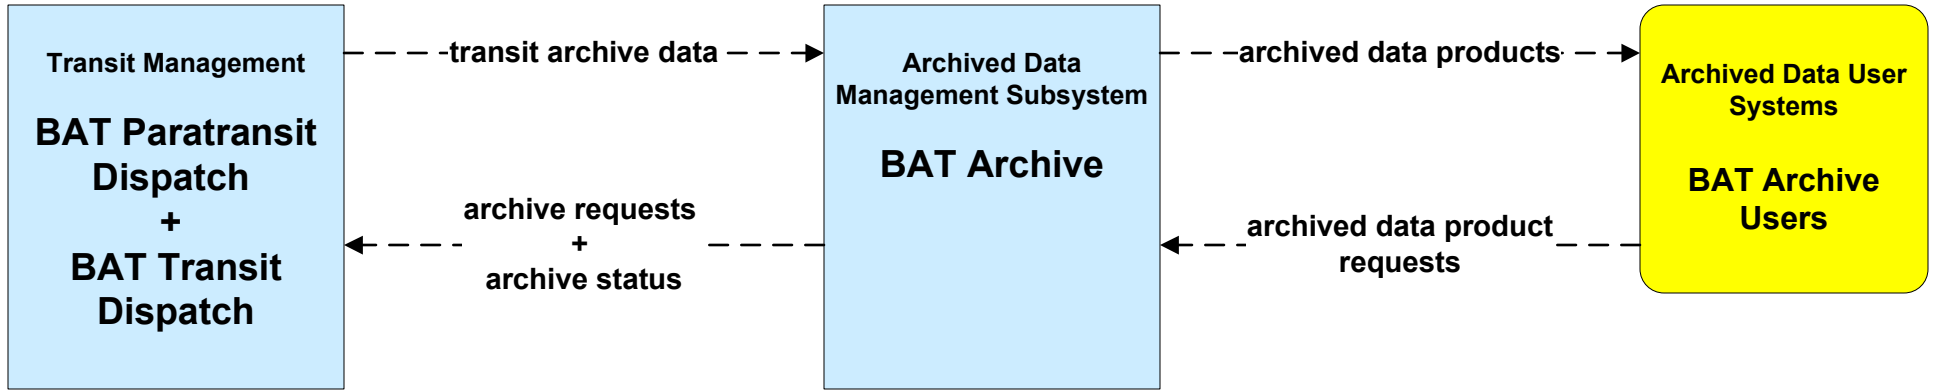 Transit Management
BAT Paratransit
Dispatch
+
BAT Transit
Dispatch
transit archive data
archive requests
+
archive status
Archived Data
Management Subsystem
BAT Archive
archived data products
archived data product
requests
Archived Data User
Systems
BAT Archive
Users